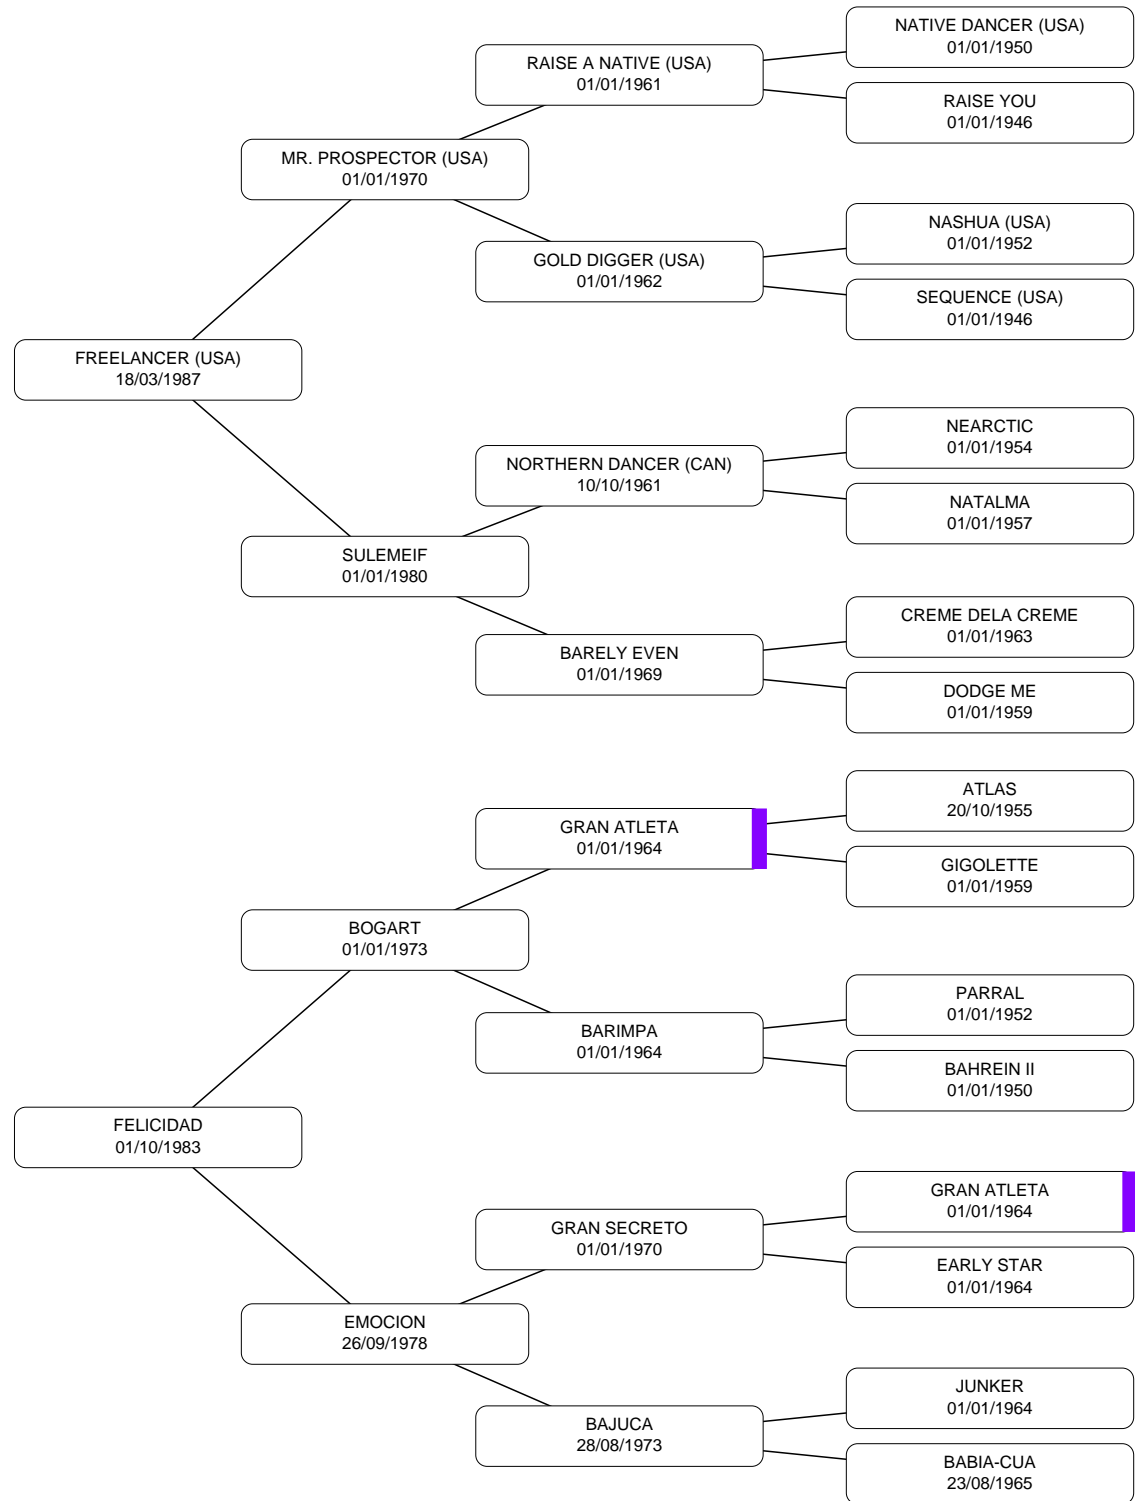 NATIVE DANCER (USA)
01/01/1950
RAISE A NATIVE (USA)
01/01/1961
RAISE YOU
01/01/1946
MR. PROSPECTOR (USA)
01/01/1970
NASHUA (USA)
01/01/1952
GOLD DIGGER (USA)
01/01/1962
SEQUENCE (USA)
01/01/1946
FREELANCER (USA)
18/03/1987
NEARCTIC
01/01/1954
NORTHERN DANCER (CAN)
10/10/1961
NATALMA
01/01/1957
SULEMEIF
01/01/1980
CREME DELA CREME
01/01/1963
BARELY EVEN
01/01/1969
DODGE ME
01/01/1959
ATLAS
20/10/1955
GRAN ATLETA
01/01/1964
GIGOLETTE
01/01/1959
BOGART
01/01/1973
PARRAL
01/01/1952
BARIMPA
01/01/1964
BAHREIN II
01/01/1950
FELICIDAD
01/10/1983
GRAN ATLETA
01/01/1964
GRAN SECRETO
01/01/1970
EARLY STAR
01/01/1964
EMOCION
26/09/1978
JUNKER
01/01/1964
BAJUCA
28/08/1973
BABIA-CUA
23/08/1965